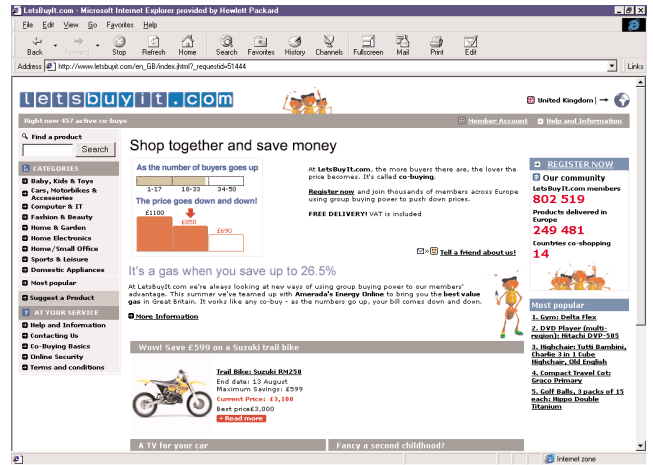 LetsBuyIt.com - Microsoft Internet Explorer provided by Hewlett Packard
File Edit View Go Favorites Help
Back Forward Stop Refresh Home Search Favorites History Channels Fullscreen Mail Print Edit
Address http://www.letsbuyit.com/en_GB/index.jhtml?_requestid=51444 Links
letsbuyit.com
United Kingdom |
Right now 457 active co-buys
Member Account Help and Information
Find a product
Search
CATEGORIES
Baby, Kids & Toys
Cars, Motorbikes &
Accessories
Computer & IT
Fashion & Beauty
Home & Garden
Home Electronics
Home/Small Office
Sports & Leisure
Domestic Appliances
Most popular
Suggest a Product
? AT YOUR SERVICE
Help and Information
Contacting Us
Co-Buying Basics
Online Security
Terms and conditions
Shop together and save money
As the number of buyers goes up
1-17 18-33 34-50
The price goes down and down!
£1100
£850
£690
At LetsBuyIt.com, the more buyers there are, the lover the
price becomes. It's called co-buying.
Register now and join thousands of members across Europe
using group buying power to push down prices.
FREE DELIVERY! VAT is included
Tell a friend about us!
It's a gas when you save up to 26.5%
At LetsBuyIt.com we're always looking at new ways of using group buying power to our members'
advantage. This summer we've teamed up with Amerada's Energy Online to bring you the best value
gas in Great Britain. It works like any co-buy - as the numbers go up, your bill comes down and down.
More Information
Wow! Save £599 on a Suzuki trail bike
Trail Bike: Suzuki RM250
End date: 13 August
Maximum Savings: £599
Current Price: £3,100
Best price£3,000
Read more
A TV for your car
Fancy a second childhood?
REGISTER NOW
Our community
LetsBuyIt.com members
802 519
Products delivered in
Europe
249 481
Countries co-shopping
14
Most popular
1. Gym: Delta Flex
2. DVD Player (multi-
region): Hitachi DVP-505
3. Highchair: Tutti Bambini,
Charlie 3 in 1 Cube
Highchair, Old English
4. Compact Travel Cot:
Graco Primary
5. Golf Balls, 3 packs of 15
each: Hippo Double
Titanium
Internet zone